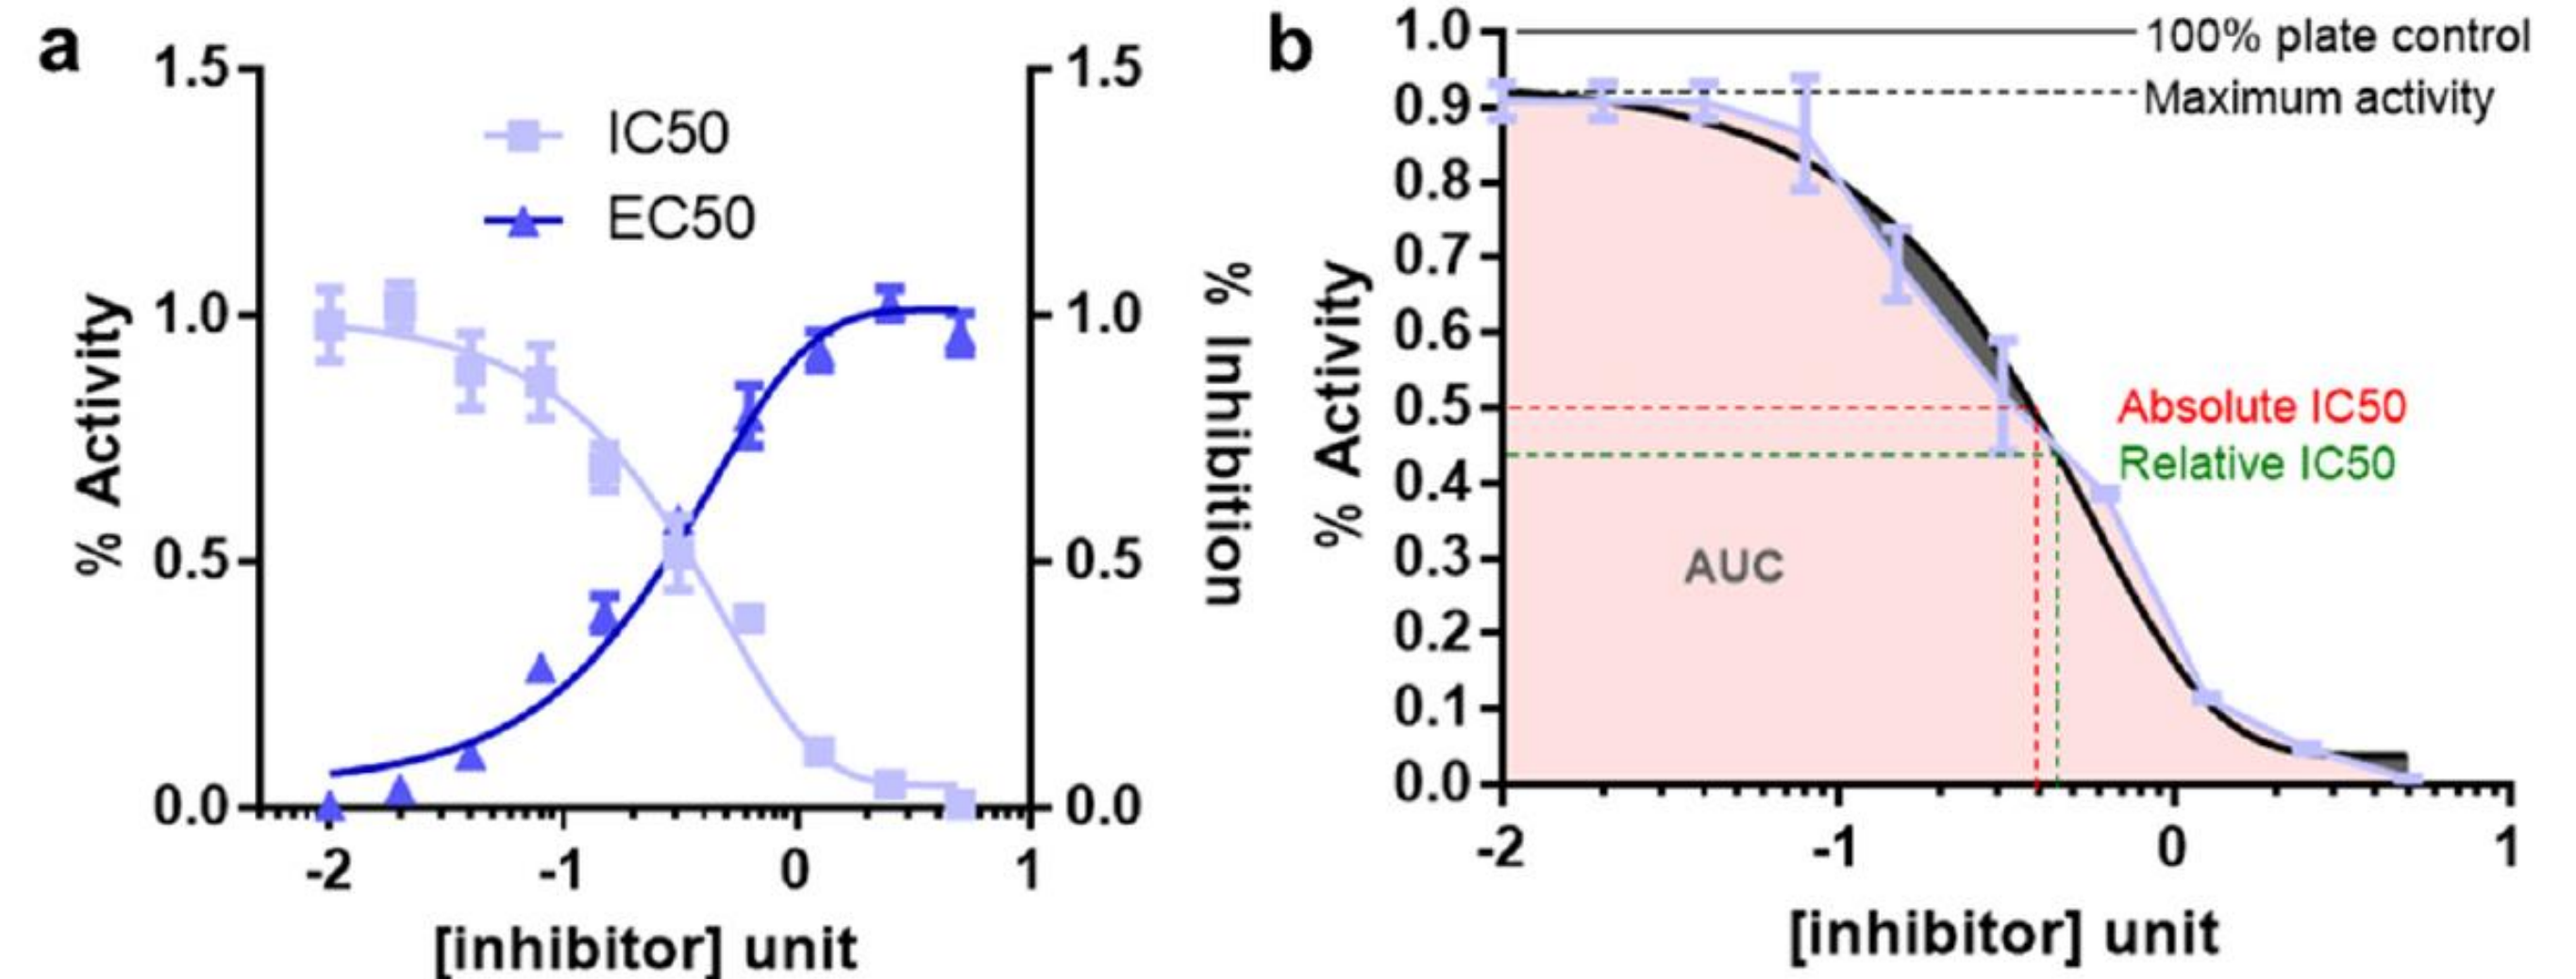 a
1.5
1.0
0.5
0.0
% Activity
IC50
EC50
1.5
1.0
0.5
0.0
% Inhibition
-2
-1
0
1
[inhibitor] unit
b
1.0
0.9
0.8
0.7
0.6
0.5
0.4
0.3
0.2
0.1
0.0
% Activity
100% plate control
Maximum activity
Absolute IC50
Relative IC50
AUC
-2
-1
0
1
[inhibitor] unit